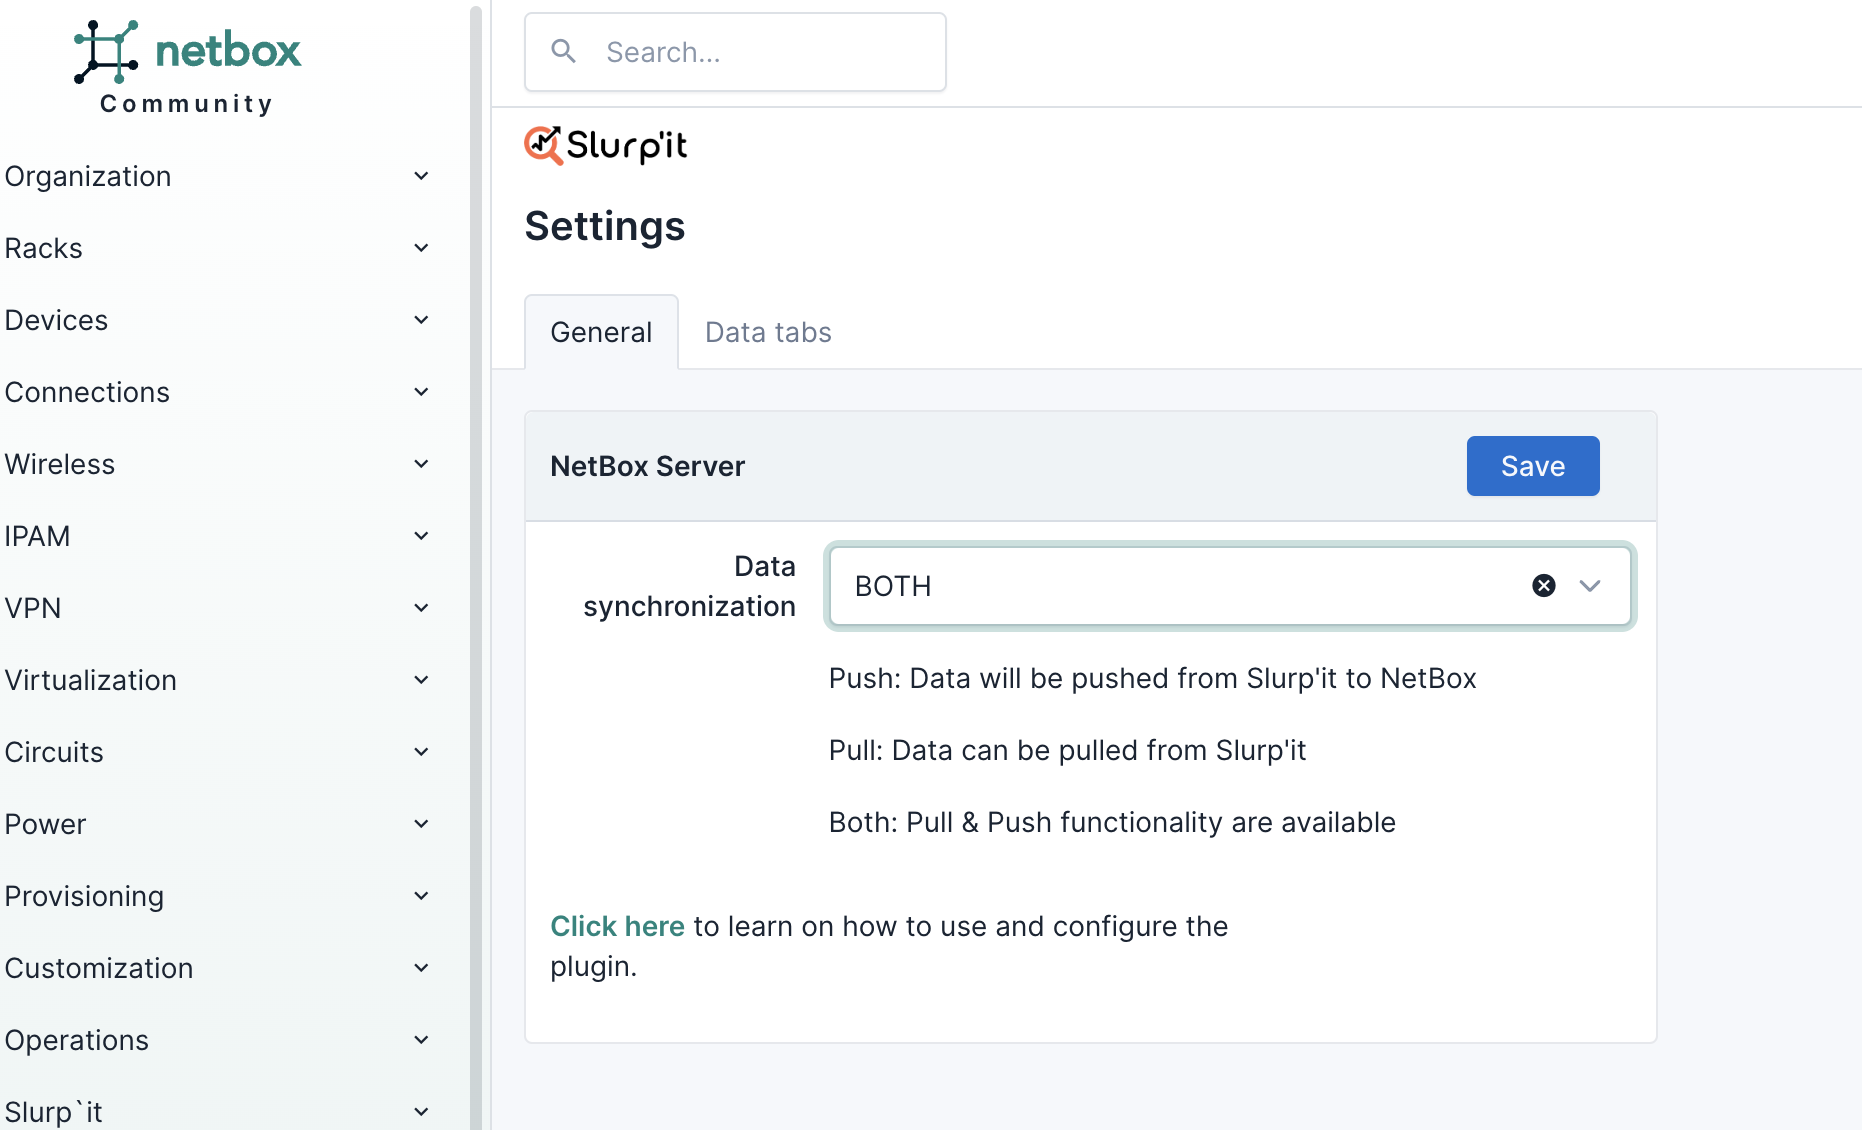 netbox
Community
Organization
Racks
Devices
Connections
Wireless
IPAM
VPN
Virtualization
Circuits
Power
Provisioning
Customization
Operations
Slurp`it
Search...
Slurp'it
Settings
General
Data tabs
NetBox Server
Save
Data
synchronization
BOTH
Push: Data will be pushed from Slurp'it to NetBox
Pull: Data can be pulled from Slurp'it
Both: Pull & Push functionality are available
Click here to learn on how to use and configure the
plugin.